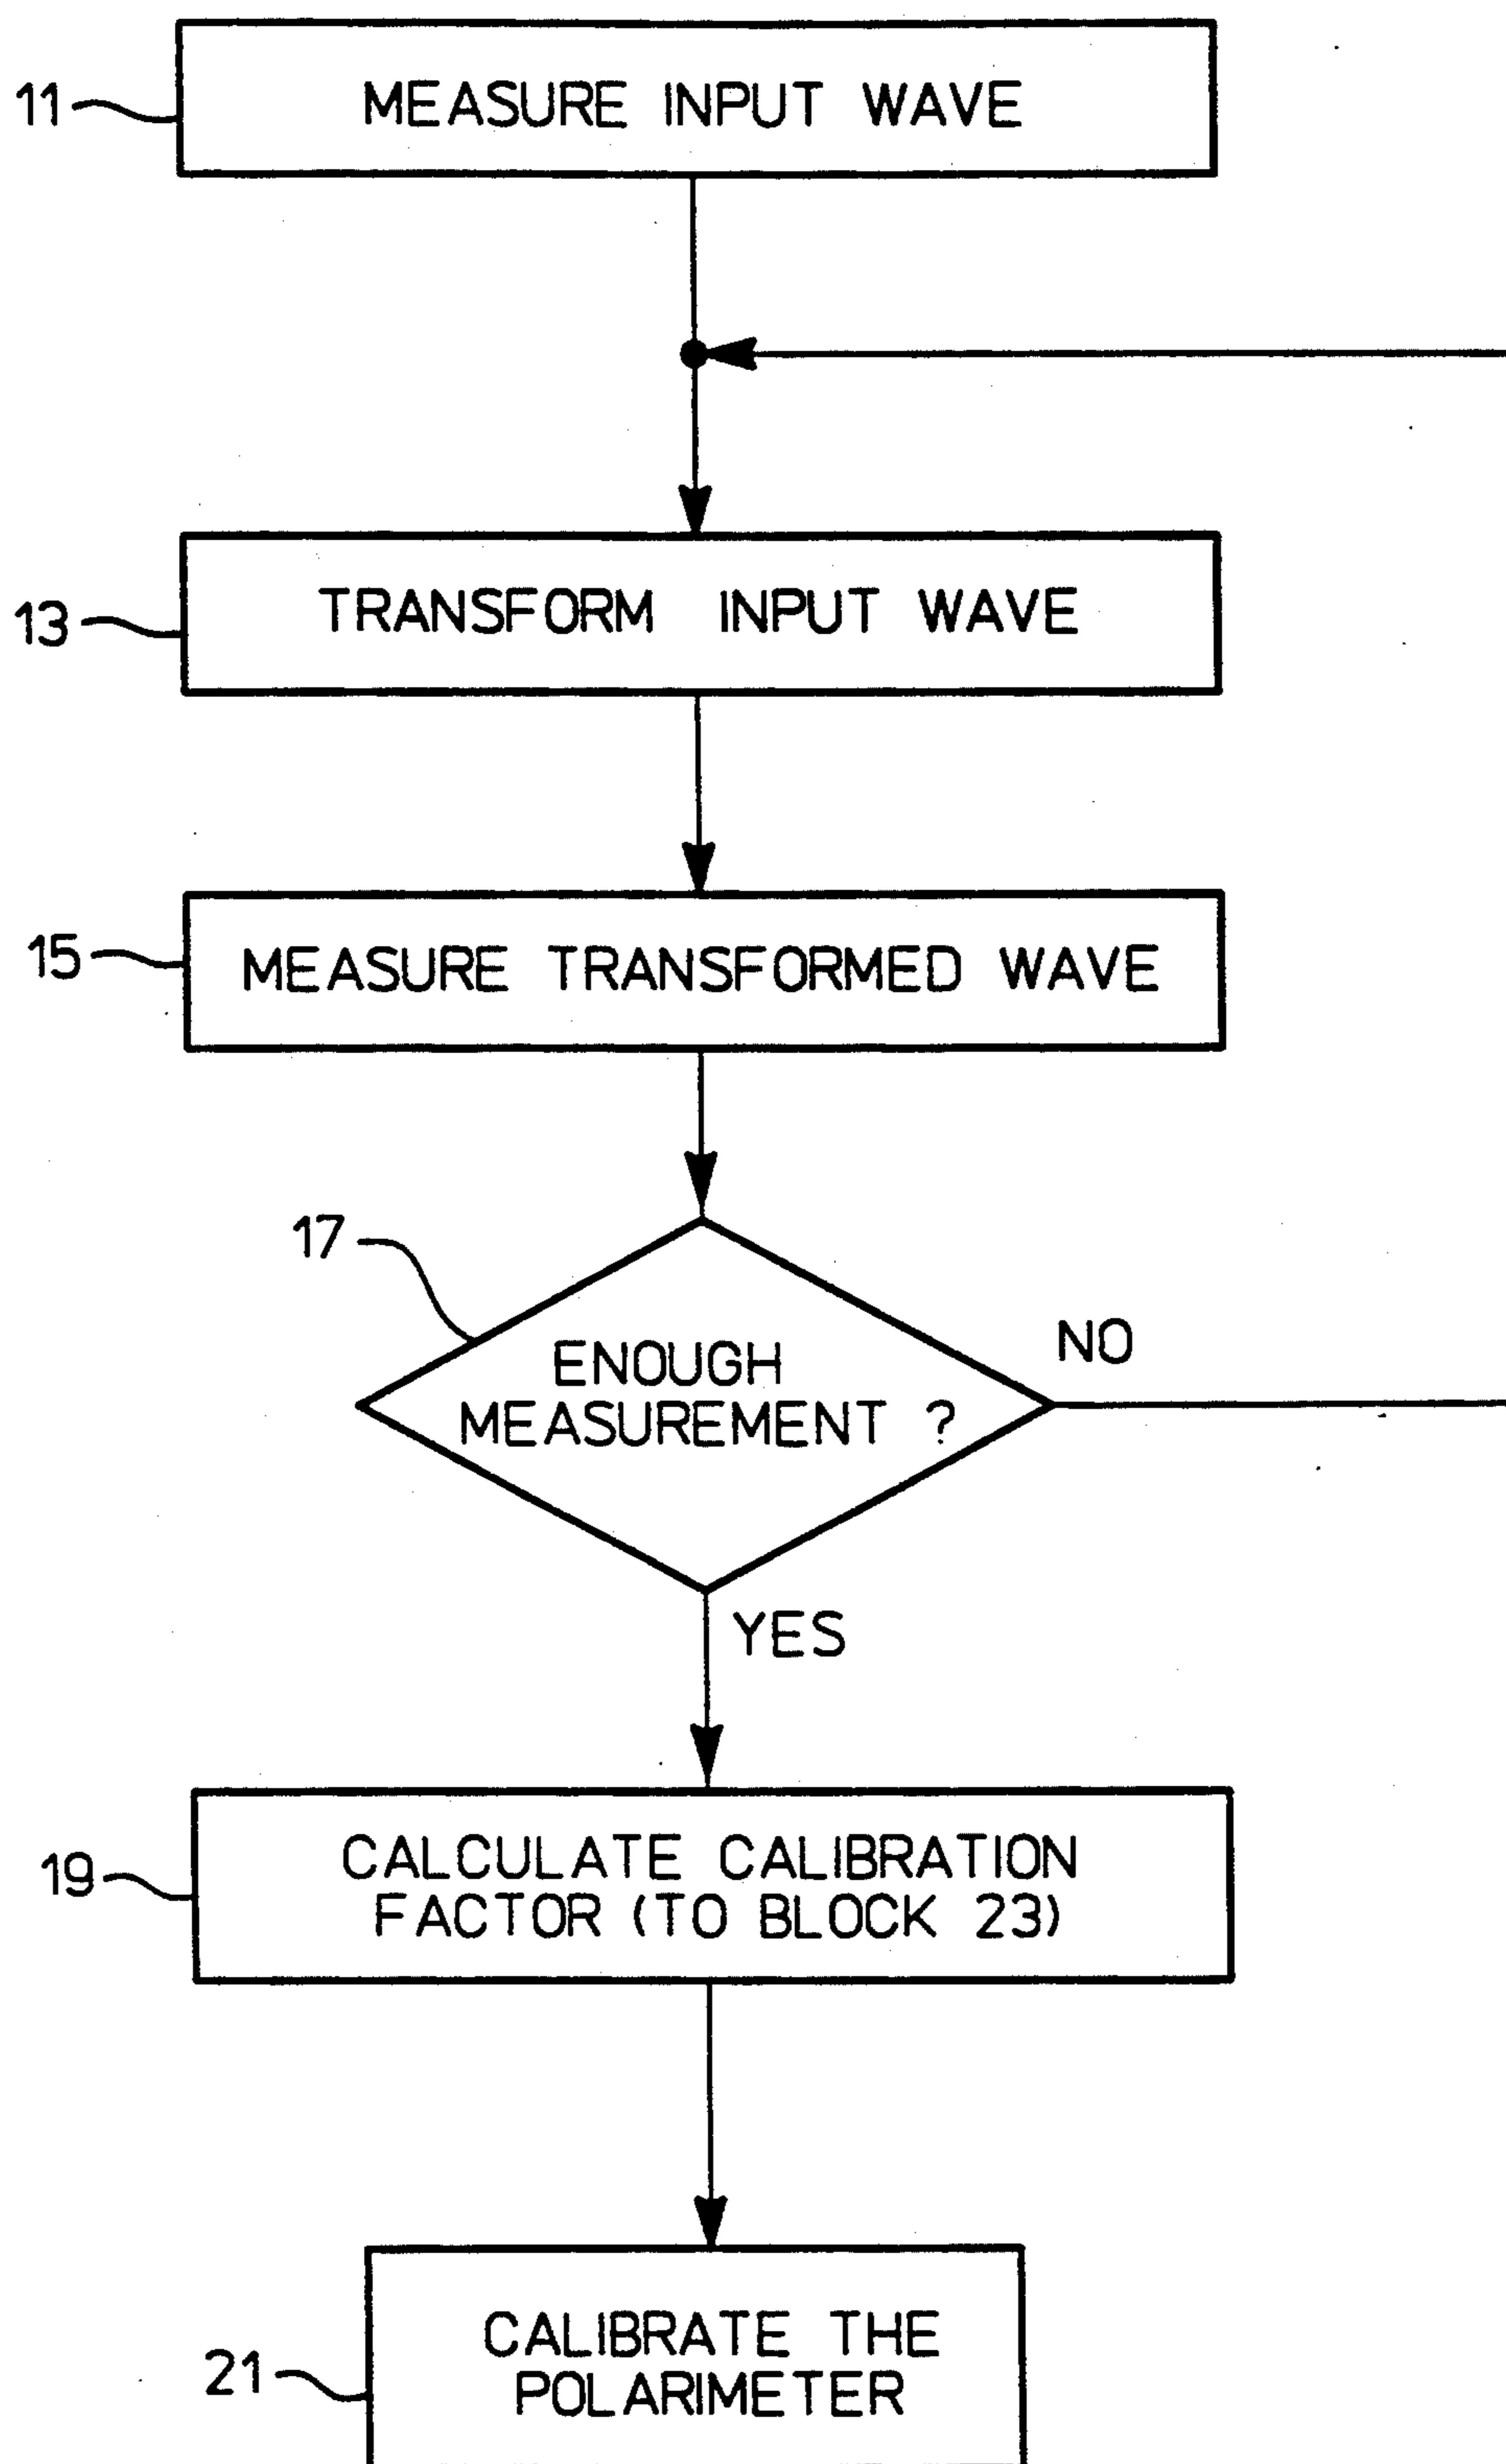 11
MEASURE INPUT WAVE
13
TRANSFORM INPUT WAVE
15
MEASURE TRANSFORMED WAVE
17
ENOUGH
MEASUREMENT ?
NO
YES
19
CALCULATE CALIBRATION
FACTOR (TO BLOCK 23)
21
CALIBRATE THE
POLARIMETER